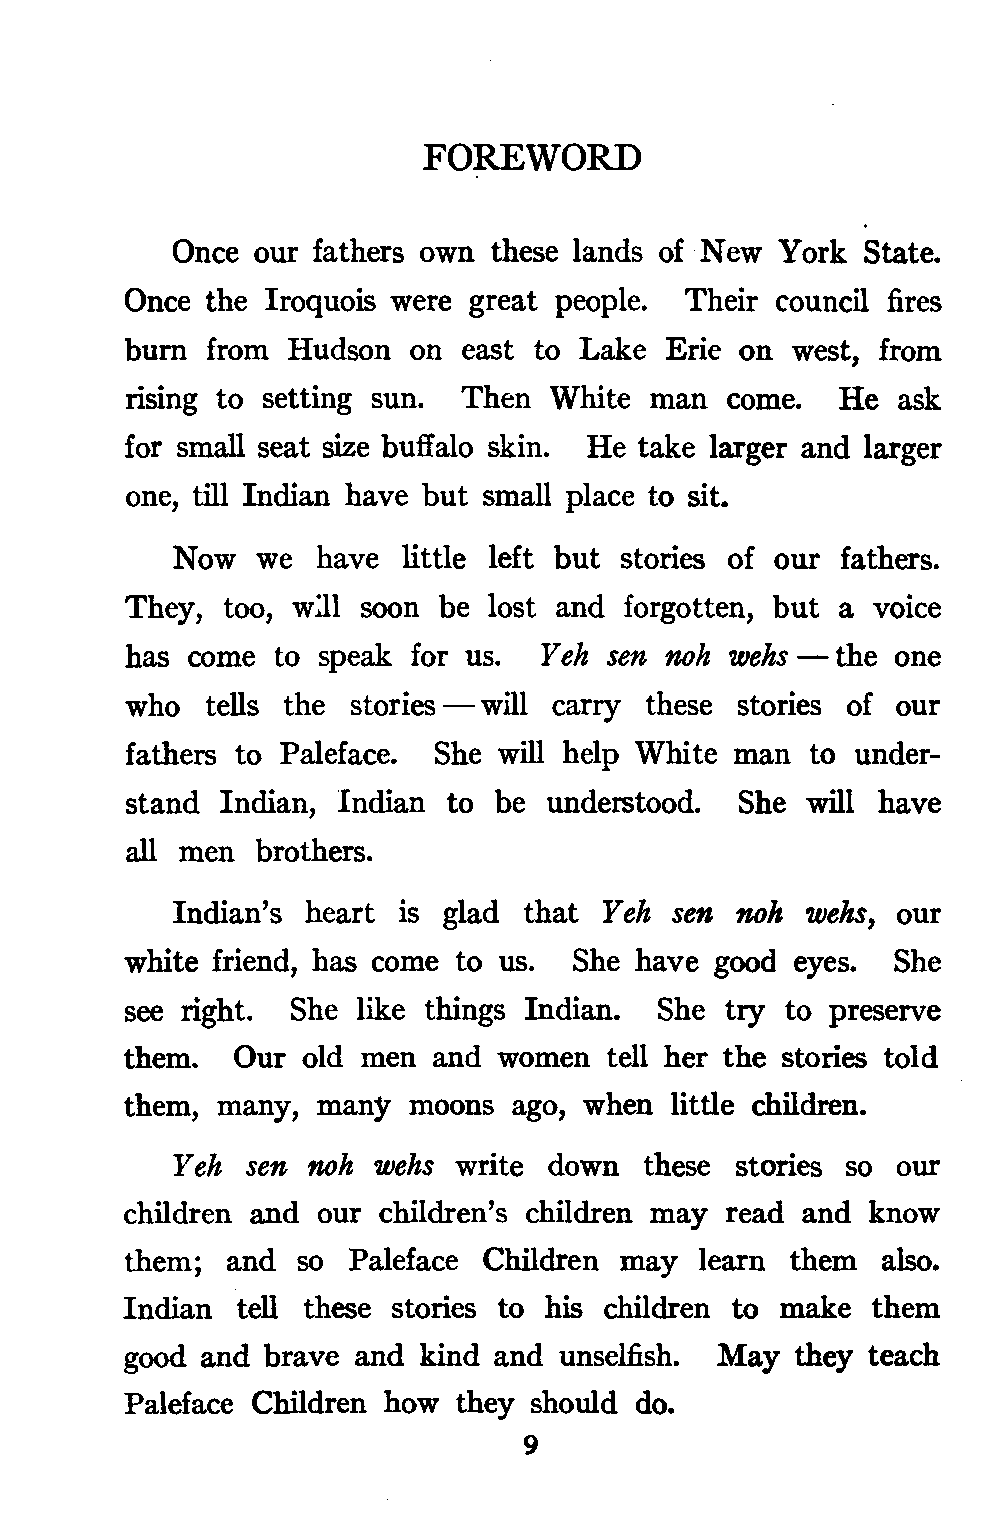 FOREWORD
Once our fathers own these lands of New York State.
Once the Iroquois were great people. Their council fires
burn from Hudson on east to Lake Erie on west, from
rising to setting sun. Then White man come. He ask
for small seat size buffalo skin. He take larger and larger
one, till Indian have but small place to sit.
Now we have little left but stories of our fathers.
They, too, will soon be lost and forgotten, but a voice
has come to speak for us. Yeh sen noh wehs — the one
who tells the stories — will carry these stories of our
fathers to Paleface. She will help White man to under-
stand Indian, Indian to be understood. She will have
all men brothers.
Indian's heart is glad that Yeh sen noh wehs, our
white friend, has come to us. She have good eyes. She
see right. She like things Indian. She try to preserve
them. Our old men and women tell her the stories told
them, many, many moons ago, when little children.
Yeh sen noh wehs write down these stories so our
children and our children's children may read and know
them; and so Paleface Children may learn them also.
Indian tell these stories to his children to make them
good and brave and kind and unselfish. May they teach
Paleface Children how they should do.
9